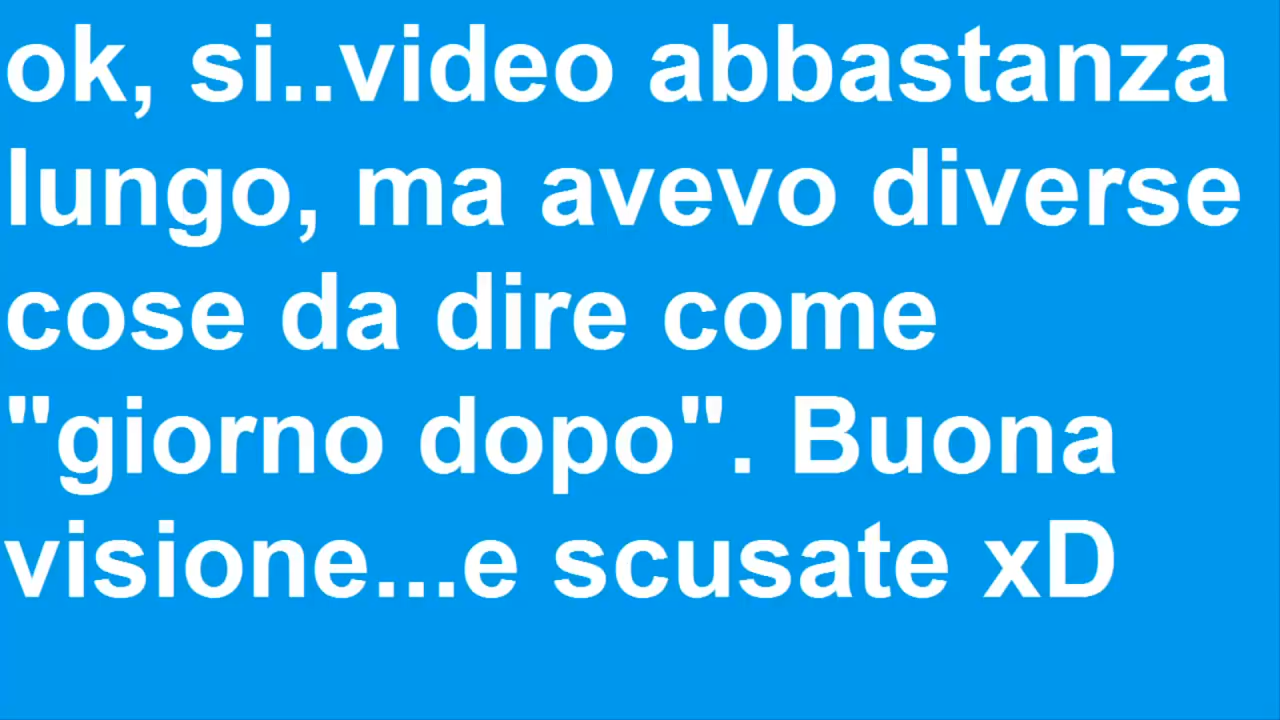 ok, si..video abbastanza
lungo, ma avevo diverse
cose da dire come
"giorno dopo". Buona
visione...e scusate xD